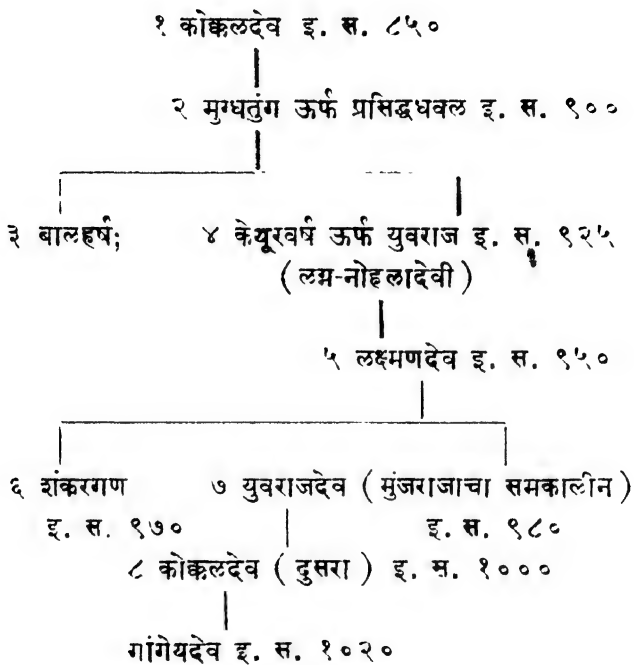 १ कोक्कलदेव इ. स. ८५०
२ मुग्धतुंग ऊर्फ प्रसिद्धधवल इ. स. ९००
३ बालहर्ष; ४ केयूरवर्ष ऊर्फ युवराज इ. स. ९२५
(लग्न-नोहलादेवी)
५ लक्ष्मणदेव इ. स. ९५०
६ शंकरगण ७ युवराजदेव (मुंजराजाचा समकालीन)
इ. स. ९७० इ. स. ९८०
८ कोक्कलदेव (दुसरा) इ. स. १०००
गांगेयदेव इ. स. १०२०